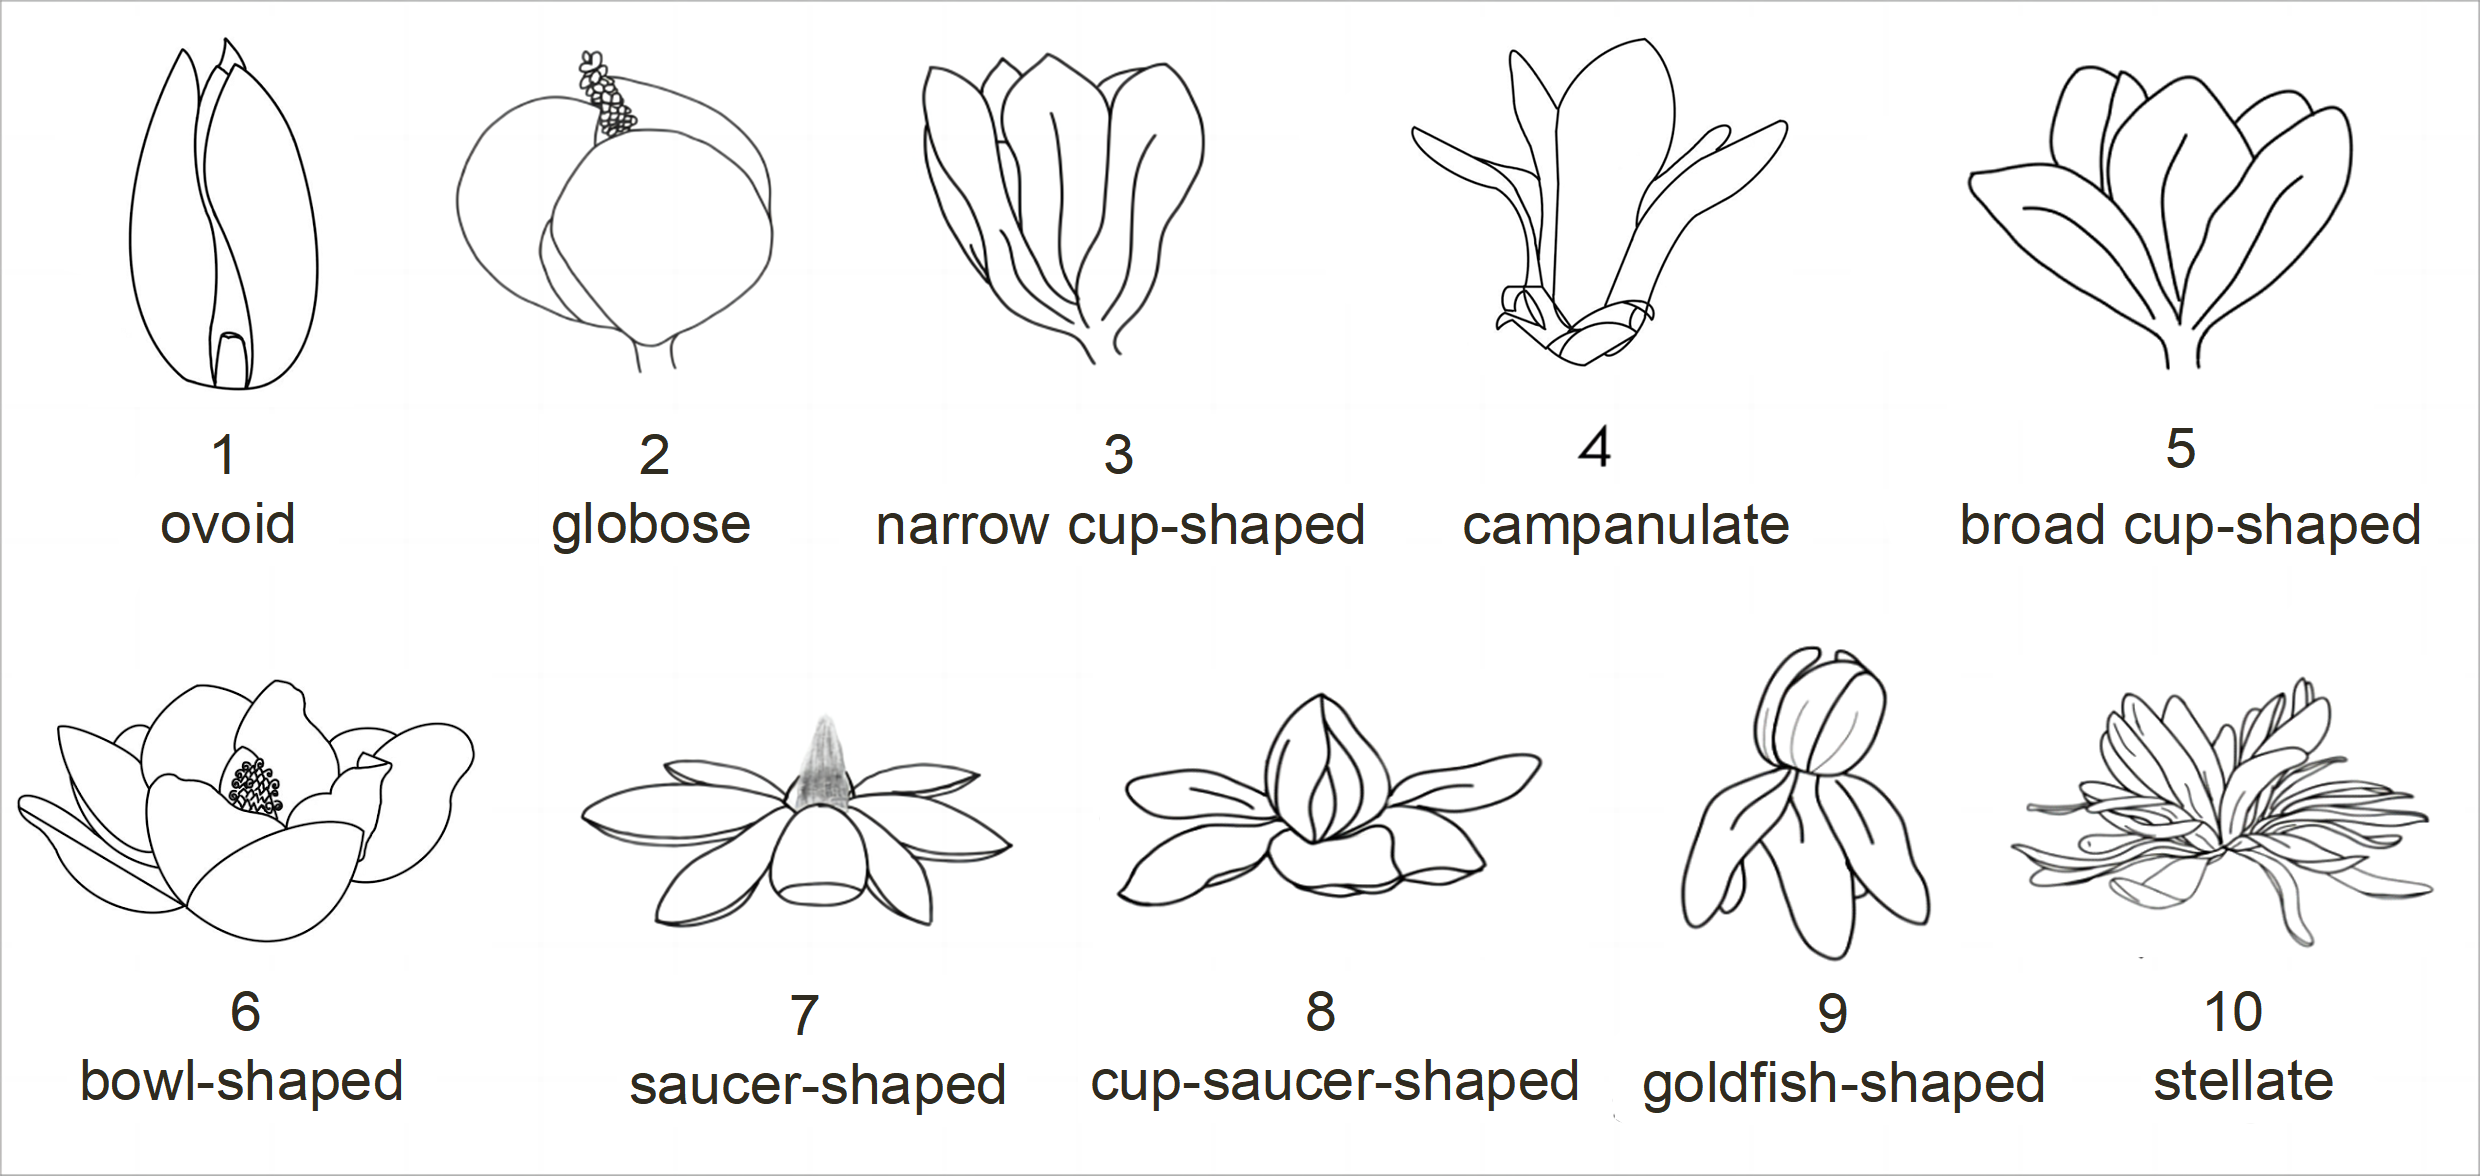 1
ovoid
2
globose
3
narrow cup-shaped
4
campanulate
5
broad cup-shaped
6
bowl-shaped
7
saucer-shaped
8
cup-saucer-shaped
9
goldfish-shaped
10
stellate